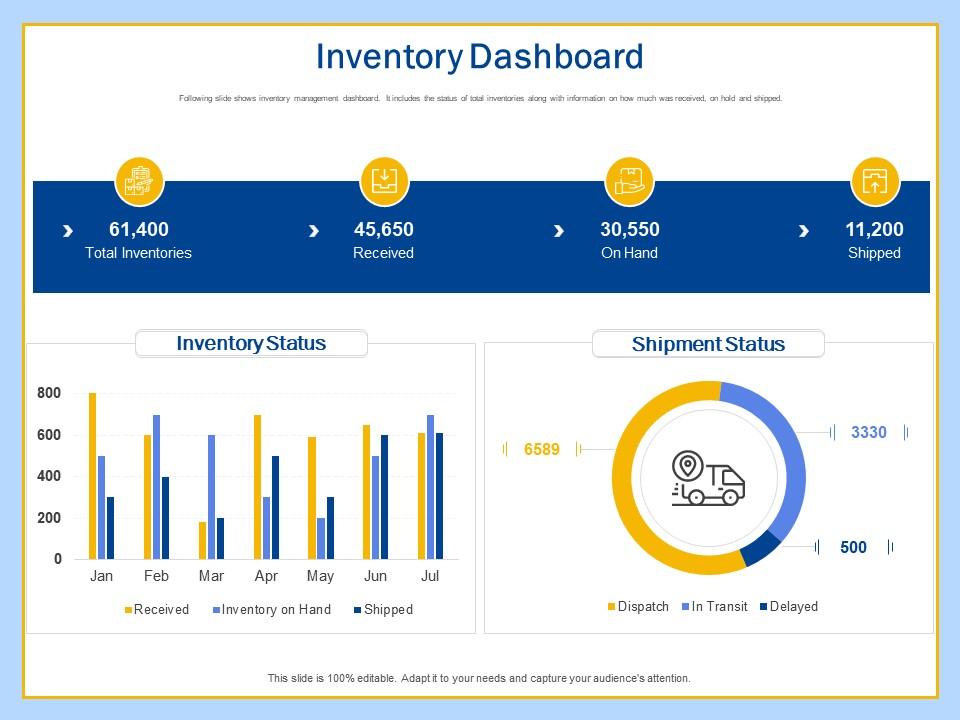 Inventory Dashboard
Following slide shows inventory management dashboard. It includes the status of total inventories along with information on how much was received, on hold and shipped.
61,400
Total Inventories
45,650
Received
30,550
On Hand
11,200
Shipped
Inventory Status
800
600
400
200
0
Jan Feb Mar Apr May Jun Jul
Received Inventory on Hand Shipped
Shipment Status
6589
3330
500
Dispatch In Transit Delayed
This slide is 100% editable. Adapt it to your needs and capture your audience's attention.